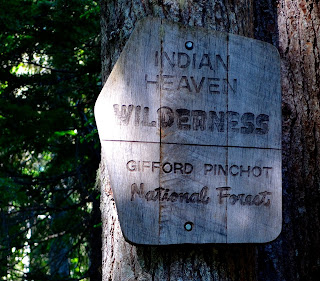 INDIAN
HEAVEN
WILDERNESS
GIFFORD PINCHOT
National Forest